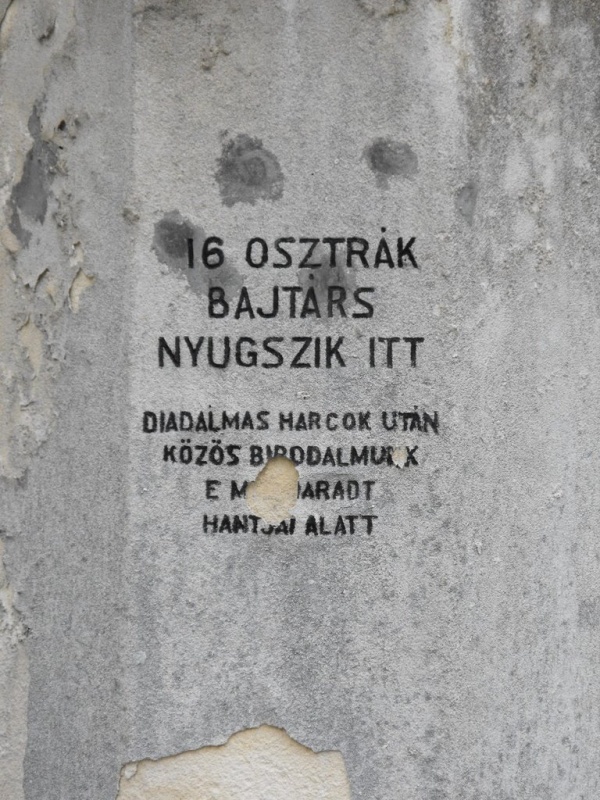 16 OSZTRÁK
BAJTÁRS
NYUGSZIK ITT
DIADALMAS HARCOK UTÁN
KÖZÖS BIRODALMUNK
E
HANTJAI ALATT